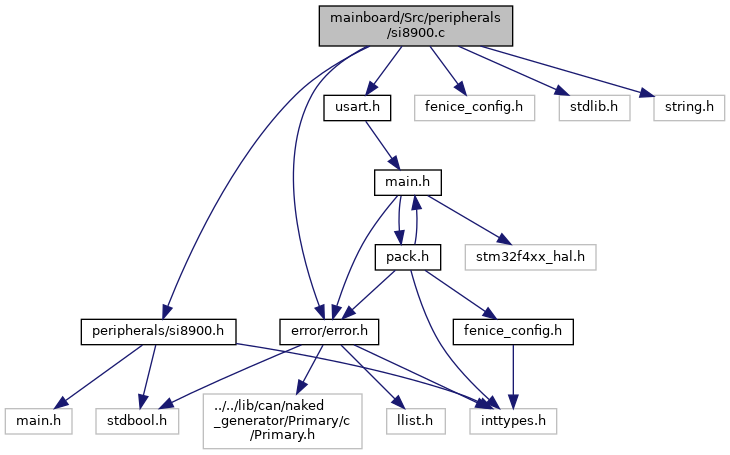 mainboard/Src/peripherals
/si8900.c
usart.h
fenice_config.h
stdlib.h
string.h
main.h
pack.h
stm32f4xx_hal.h
peripherals/si8900.h
error/error.h
fenice_config.h
main.h
stdbool.h
../../lib/can/naked
_generator/Primary/c
/Primary.h
llist.h
inttypes.h